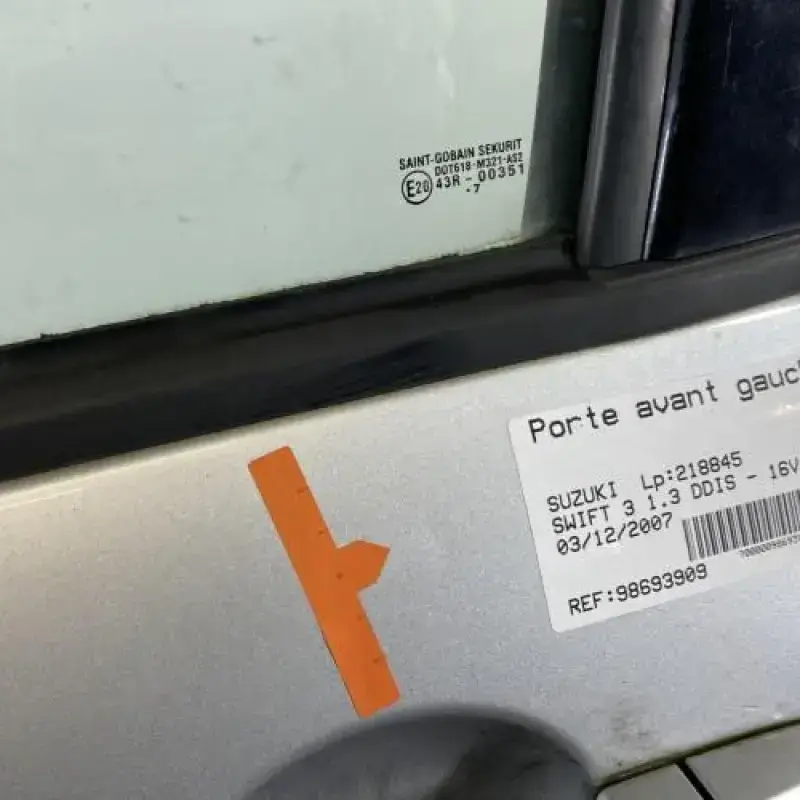 SAINT-GOBAIN SEKURIT
DOT618-M321-AS2
E20 43R - 00351
.7
Porte avant
SUZUKI Lp:218845
SWIFT 3 1.3 DDIS - 16V
03/12/2007
REF:98693909